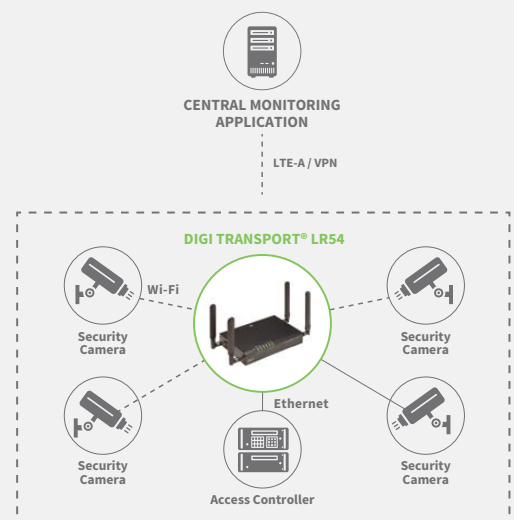 CENTRAL MONITORING
APPLICATION
LTE-A / VPN
DIGI TRANSPORT® LR54
Wi-Fi
Security
Camera
Security
Camera
Ethernet
Security
Camera
Security
Camera
Access Controller